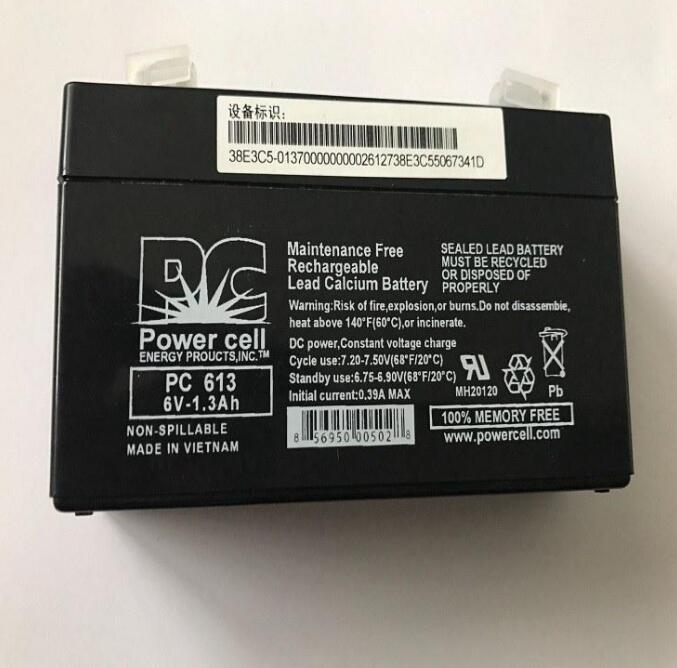 设备标识:
38E3C5-01370000000002612738E3C55067341D
PC
Power cell
ENERGY PROUCTS,INC.™
PC 613
6V-1.3Ah
NON-SPILLABLE
MADE IN VIETNAM
Maintenance Free
Rechargeable
Lead Calcium Battery
SEALED LEAD BATTERY
MUST BE RECYCLED
OR DISPOSED OF
PROPERLY
Warning:Risk of fire,explosion,or burns.Do not disassembie,
heat above 140°F(60°C),or incinerate.
DC power,Constant voltage charge
Cycle use:7.20-7.50V(68°F/20°C)
Standby use:6.75-6.90V(68°F/20°C)
Initial current:0.39A MAX
8 56950 00502 8
RU
MH20120
Pb
100% MEMORY FREE
www.powercell.com